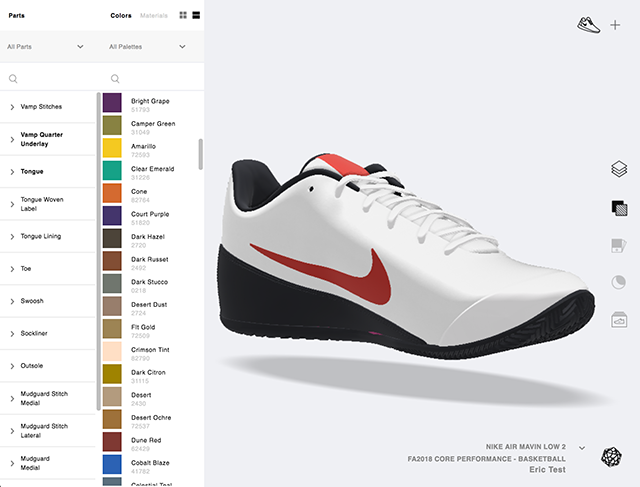 Parts
Colors Materials
All Parts
All Palettes
Vamp Stitches
Vamp Quarter
Underlay
Tongue
Tongue Woven
Label
Tongue Lining
Toe
Swoosh
Sockliner
Outsole
Mudguard Stitch
Medial
Mudguard Stitch
Lateral
Mudguard
Medial
Bright Grape
51793
Camper Green
31049
Amarillo
72593
Clear Emerald
31226
Cone
82764
Court Purple
51820
Dark Hazel
2720
Dark Russet
2492
Dark Stucco
0218
Desert Dust
2724
Flt Gold
72509
Crimson Tint
82790
Dark Citron
31115
Desert
2430
Desert Ochre
72537
Dune Red
62429
Cobalt Blaze
41782
Celestial Teal
NIKE AIR MAVIN LOW 2
FA2018 CORE PERFORMANCE - BASKETBALL
Eric Test